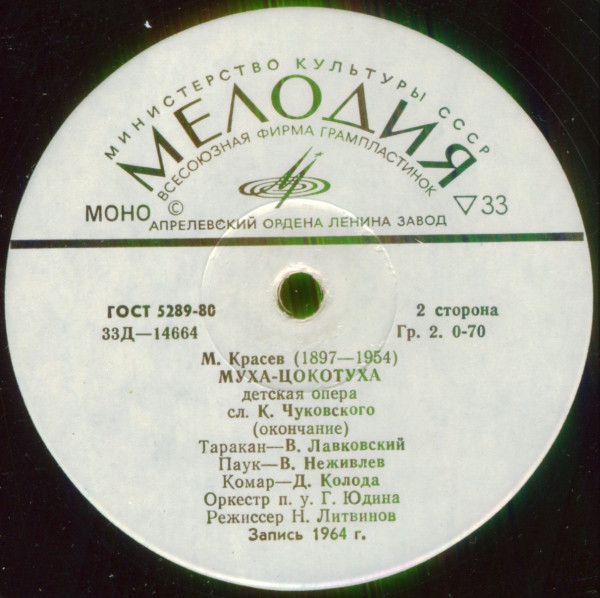 МИНИСТЕРСТВО КУЛЬТУРЫ СССР
МЕЛОДИЯ
ВСЕСОЮЗНАЯ ФИРМА ГРАМПЛАСТИНОК
МОНО © ▽33
АПРЕЛЕВСКИЙ ОРДЕНА ЛЕНИНА ЗАВОД
ГОСТ 5289-80 2 сторона
33Д—14664 Гр. 2. 0-70
М. Красев (1897—1954)
МУХА-ЦОКОТУХА
детская опера
сл. К. Чуковского
(окончание)
Таракан—В. Лавковский
Паук—В. Неживлев
Комар—Д. Колода
Оркестр п. у. Г. Юдина
Режиссер Н. Литвинов
Запись 1964 г.